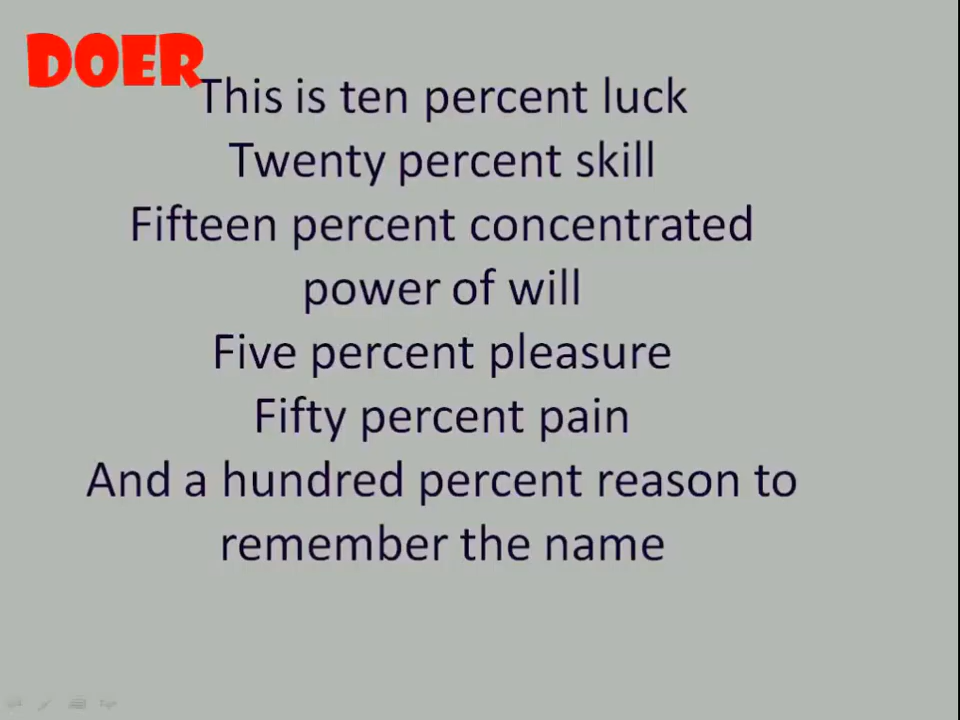 DOER
This is ten percent luck
Twenty percent skill
Fifteen percent concentrated
power of will
Five percent pleasure
Fifty percent pain
And a hundred percent reason to
remember the name